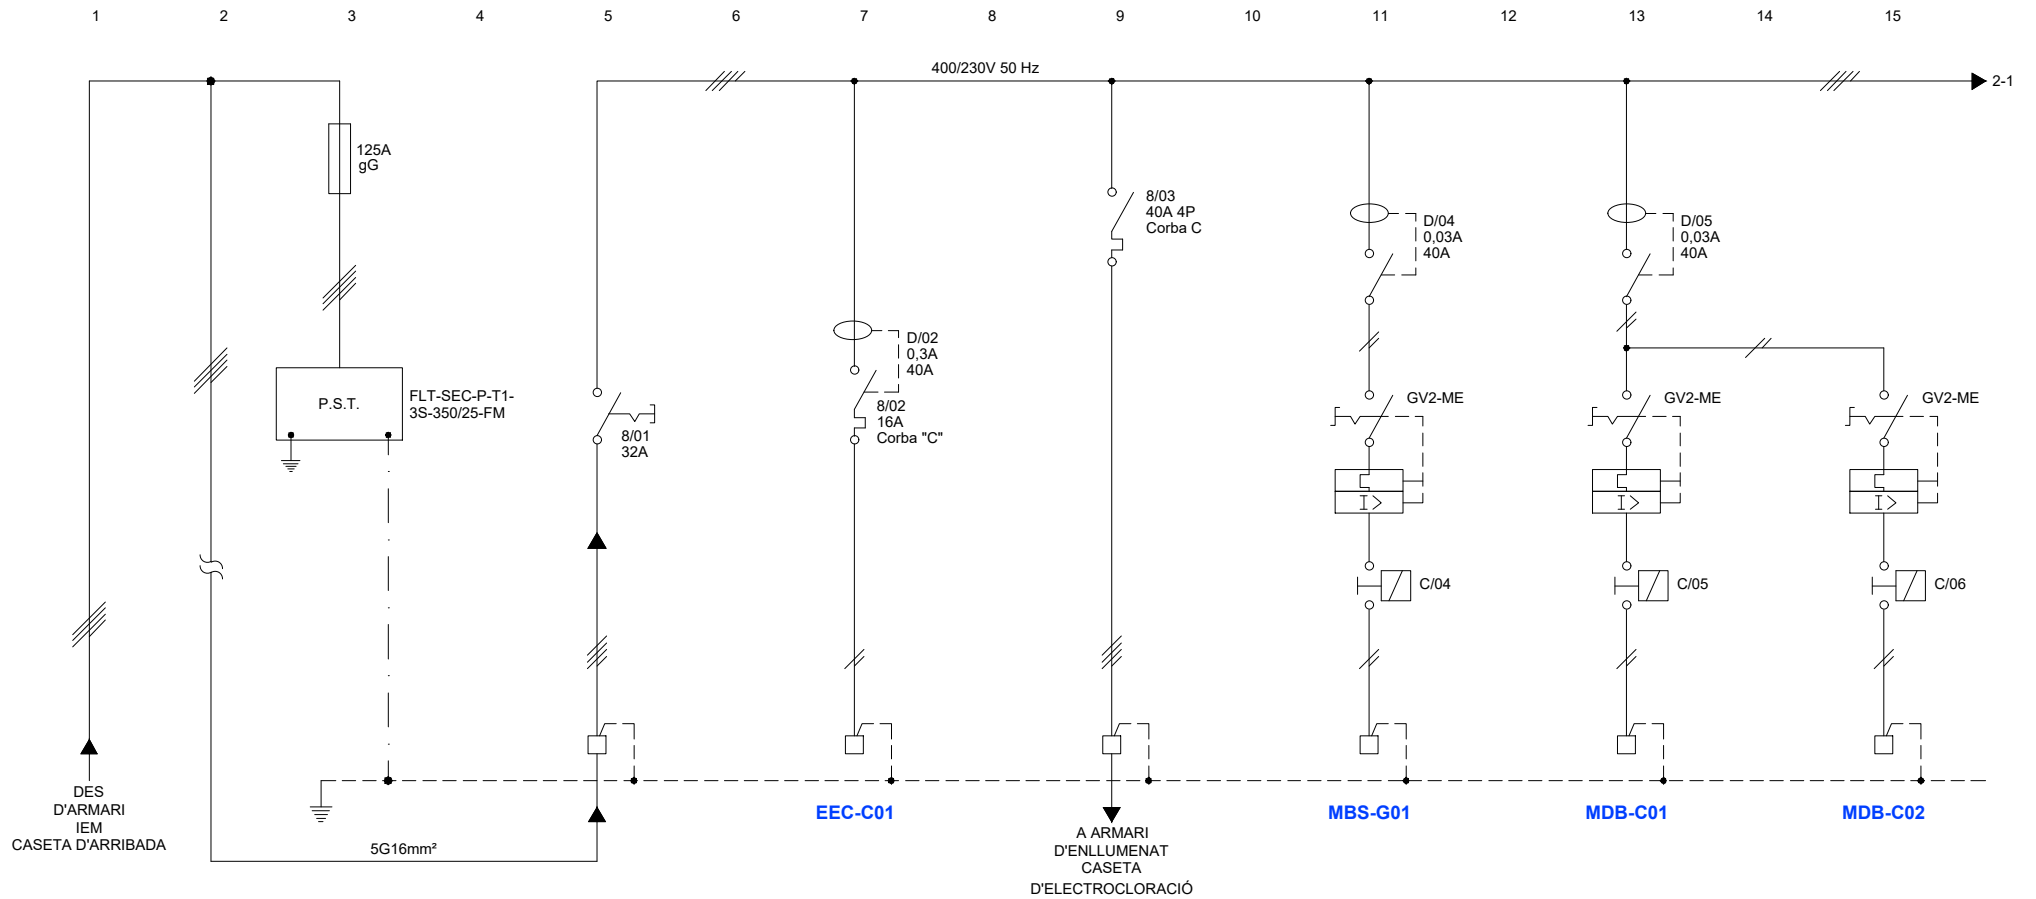 1 2 3 4 5 6 7 8 9 10 11 12 13 14 15
400/230V 50 Hz
2-1
125A
gG
P.S.T.
FLT-SEC-P-T1-
3S-350/25-FM
8/01
32A
D/02
0,3A
40A
8/02
16A
Corba "C"
8/03
40A 4P
Corba C
D/04
0,03A
40A
GV2-ME
I>
C/04
D/05
0,03A
40A
GV2-ME
I>
C/05
GV2-ME
I>
C/06
DES
D'ARMARI
IEM
CASETA D'ARRIBADA
5G16mm²
EEC-C01
A ARMARI
D'ENLLUMENAT
CASETA
D'ELECTROCLORACIÓ
MBS-G01
MDB-C01
MDB-C02